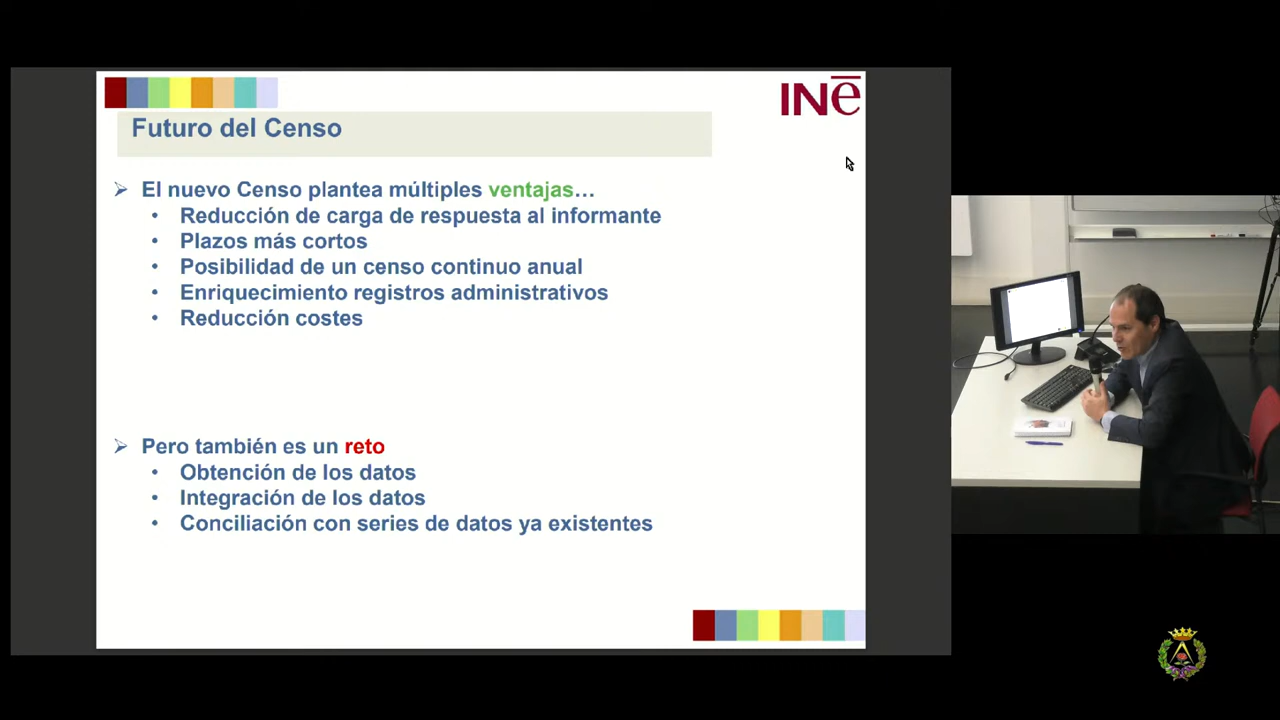 INe
Futuro del Censo
El nuevo Censo plantea múltiples ventajas…
Reducción de carga de respuesta al informante
Plazos más cortos
Posibilidad de un censo continuo anual
Enriquecimiento registros administrativos
Reducción costes
Pero también es un reto
Obtención de los datos
Integración de los datos
Conciliación con series de datos ya existentes